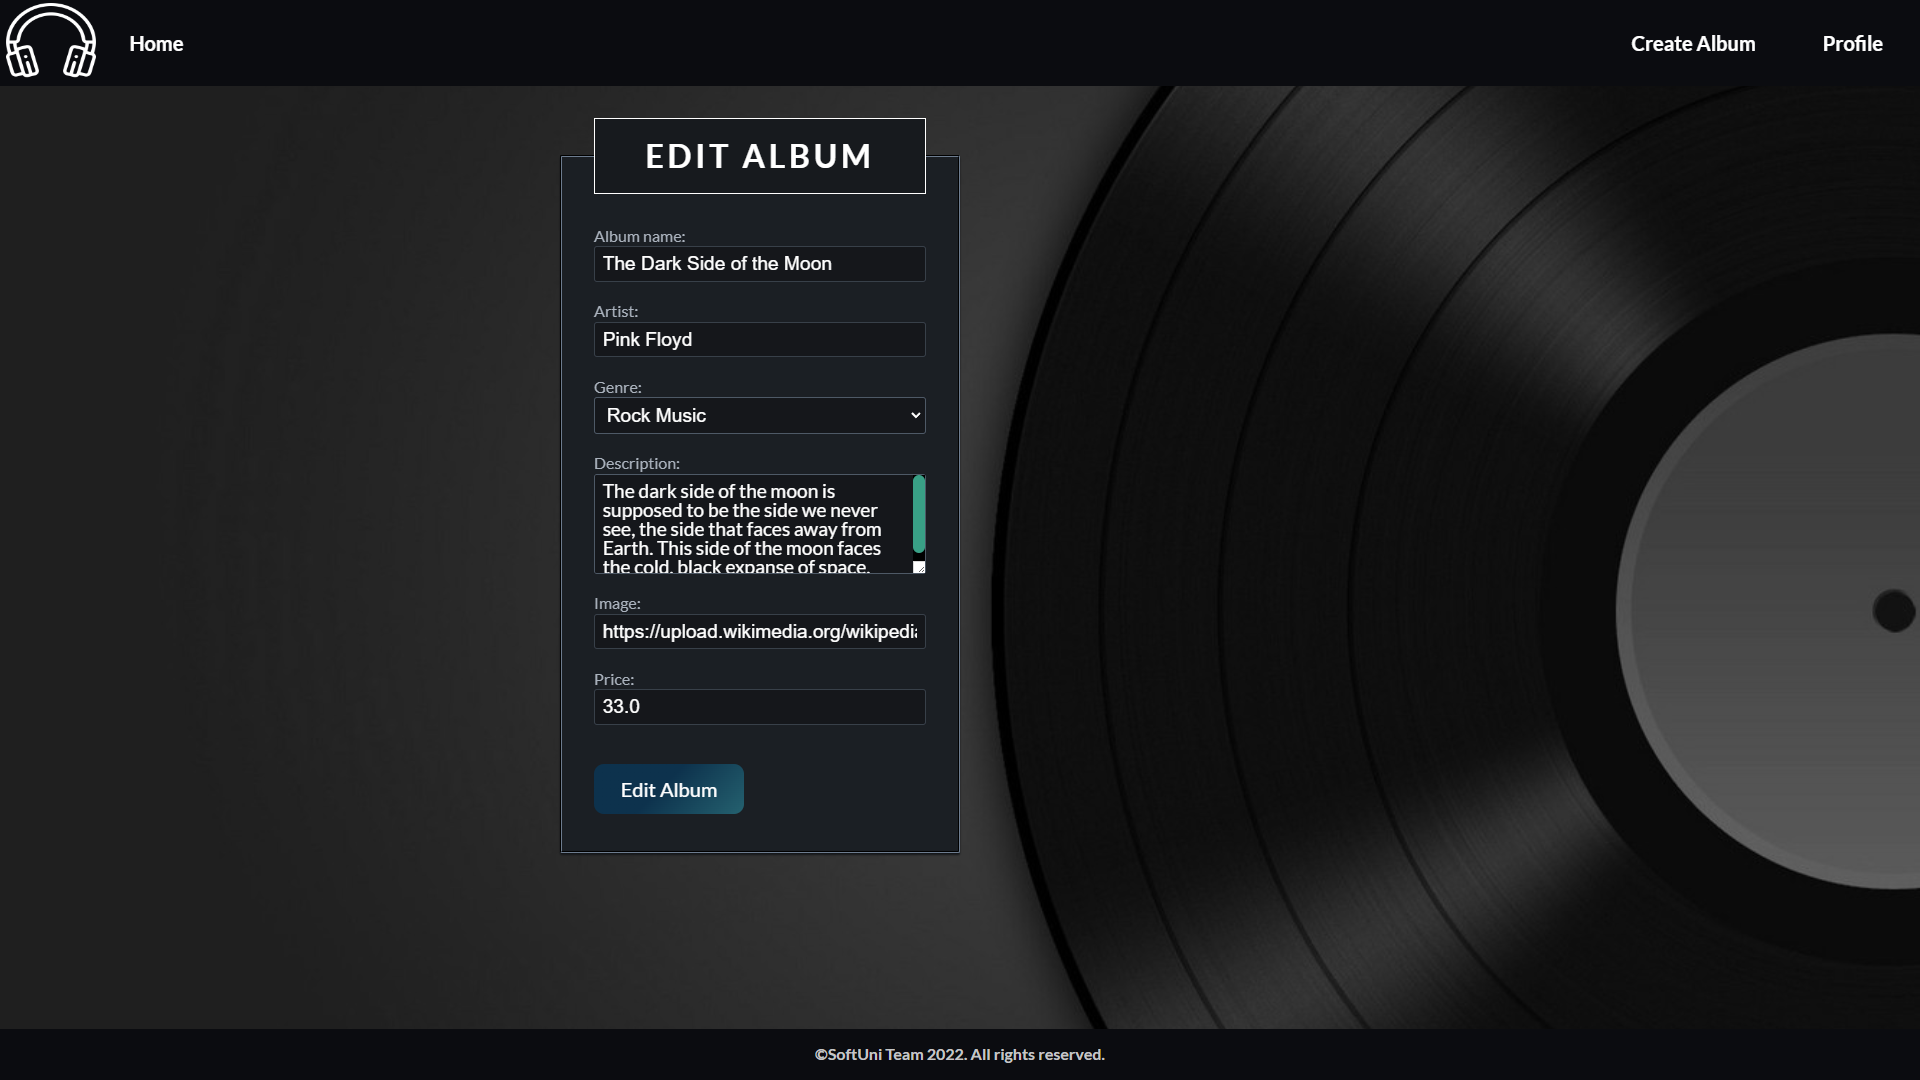 Home
Create Album
Profile
EDIT ALBUM
Album name:
The Dark Side of the Moon
Artist:
Pink Floyd
Genre:
Rock Music
Description:
The dark side of the moon is
supposed to be the side we never
see, the side that faces away from
Earth. This side of the moon faces
the cold, black expanse of space.
Image:
https://upload.wikimedia.org/wikipedia
Price:
33.0
Edit Album
©SoftUni Team 2022. All rights reserved.